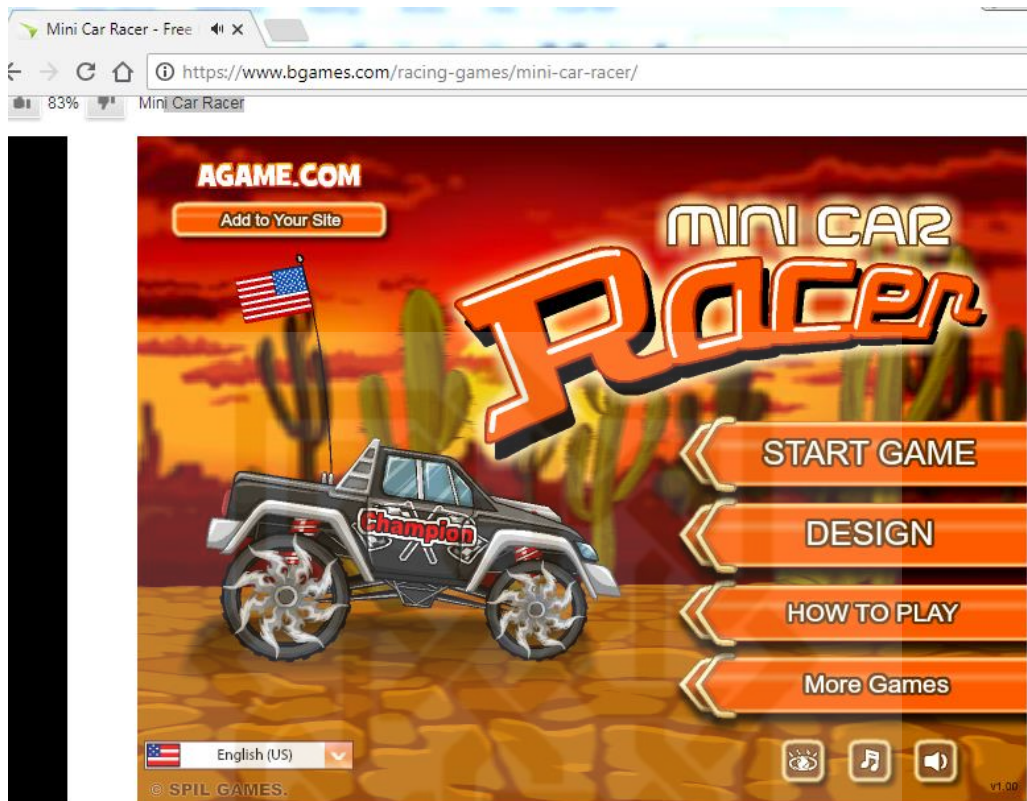 Mini Car Racer - Free
https://www.bgames.com/racing-games/mini-car-racer/
83% Mini Car Racer
AGAME.COM
Add to Your Site
MINI CAR
Racer
Champion
START GAME
DESIGN
HOW TO PLAY
More Games
English (US)
© SPIL GAMES.
v1.00